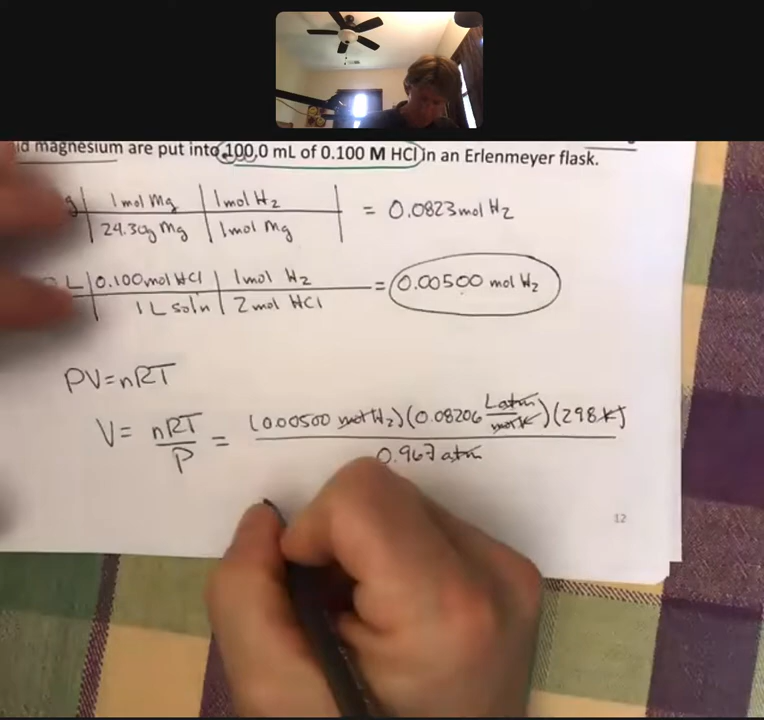 magnesium are put into 100.0 mL of 0.100 M HCl in an Erlenmeyer flask.
g 1 mol Mg 1 mol H2 = 0.0823 mol H2
24.30g Mg 1 mol Mg
L 0.100 mol HCl 1 mol H2 = 0.00500 mol H2
1 L sol'n 2 mol HCl
PV = nRT
V = nRT/P = (0.00500 mol H2)(0.08206 L atm/mol K)(298 K)
0.967 atm
12